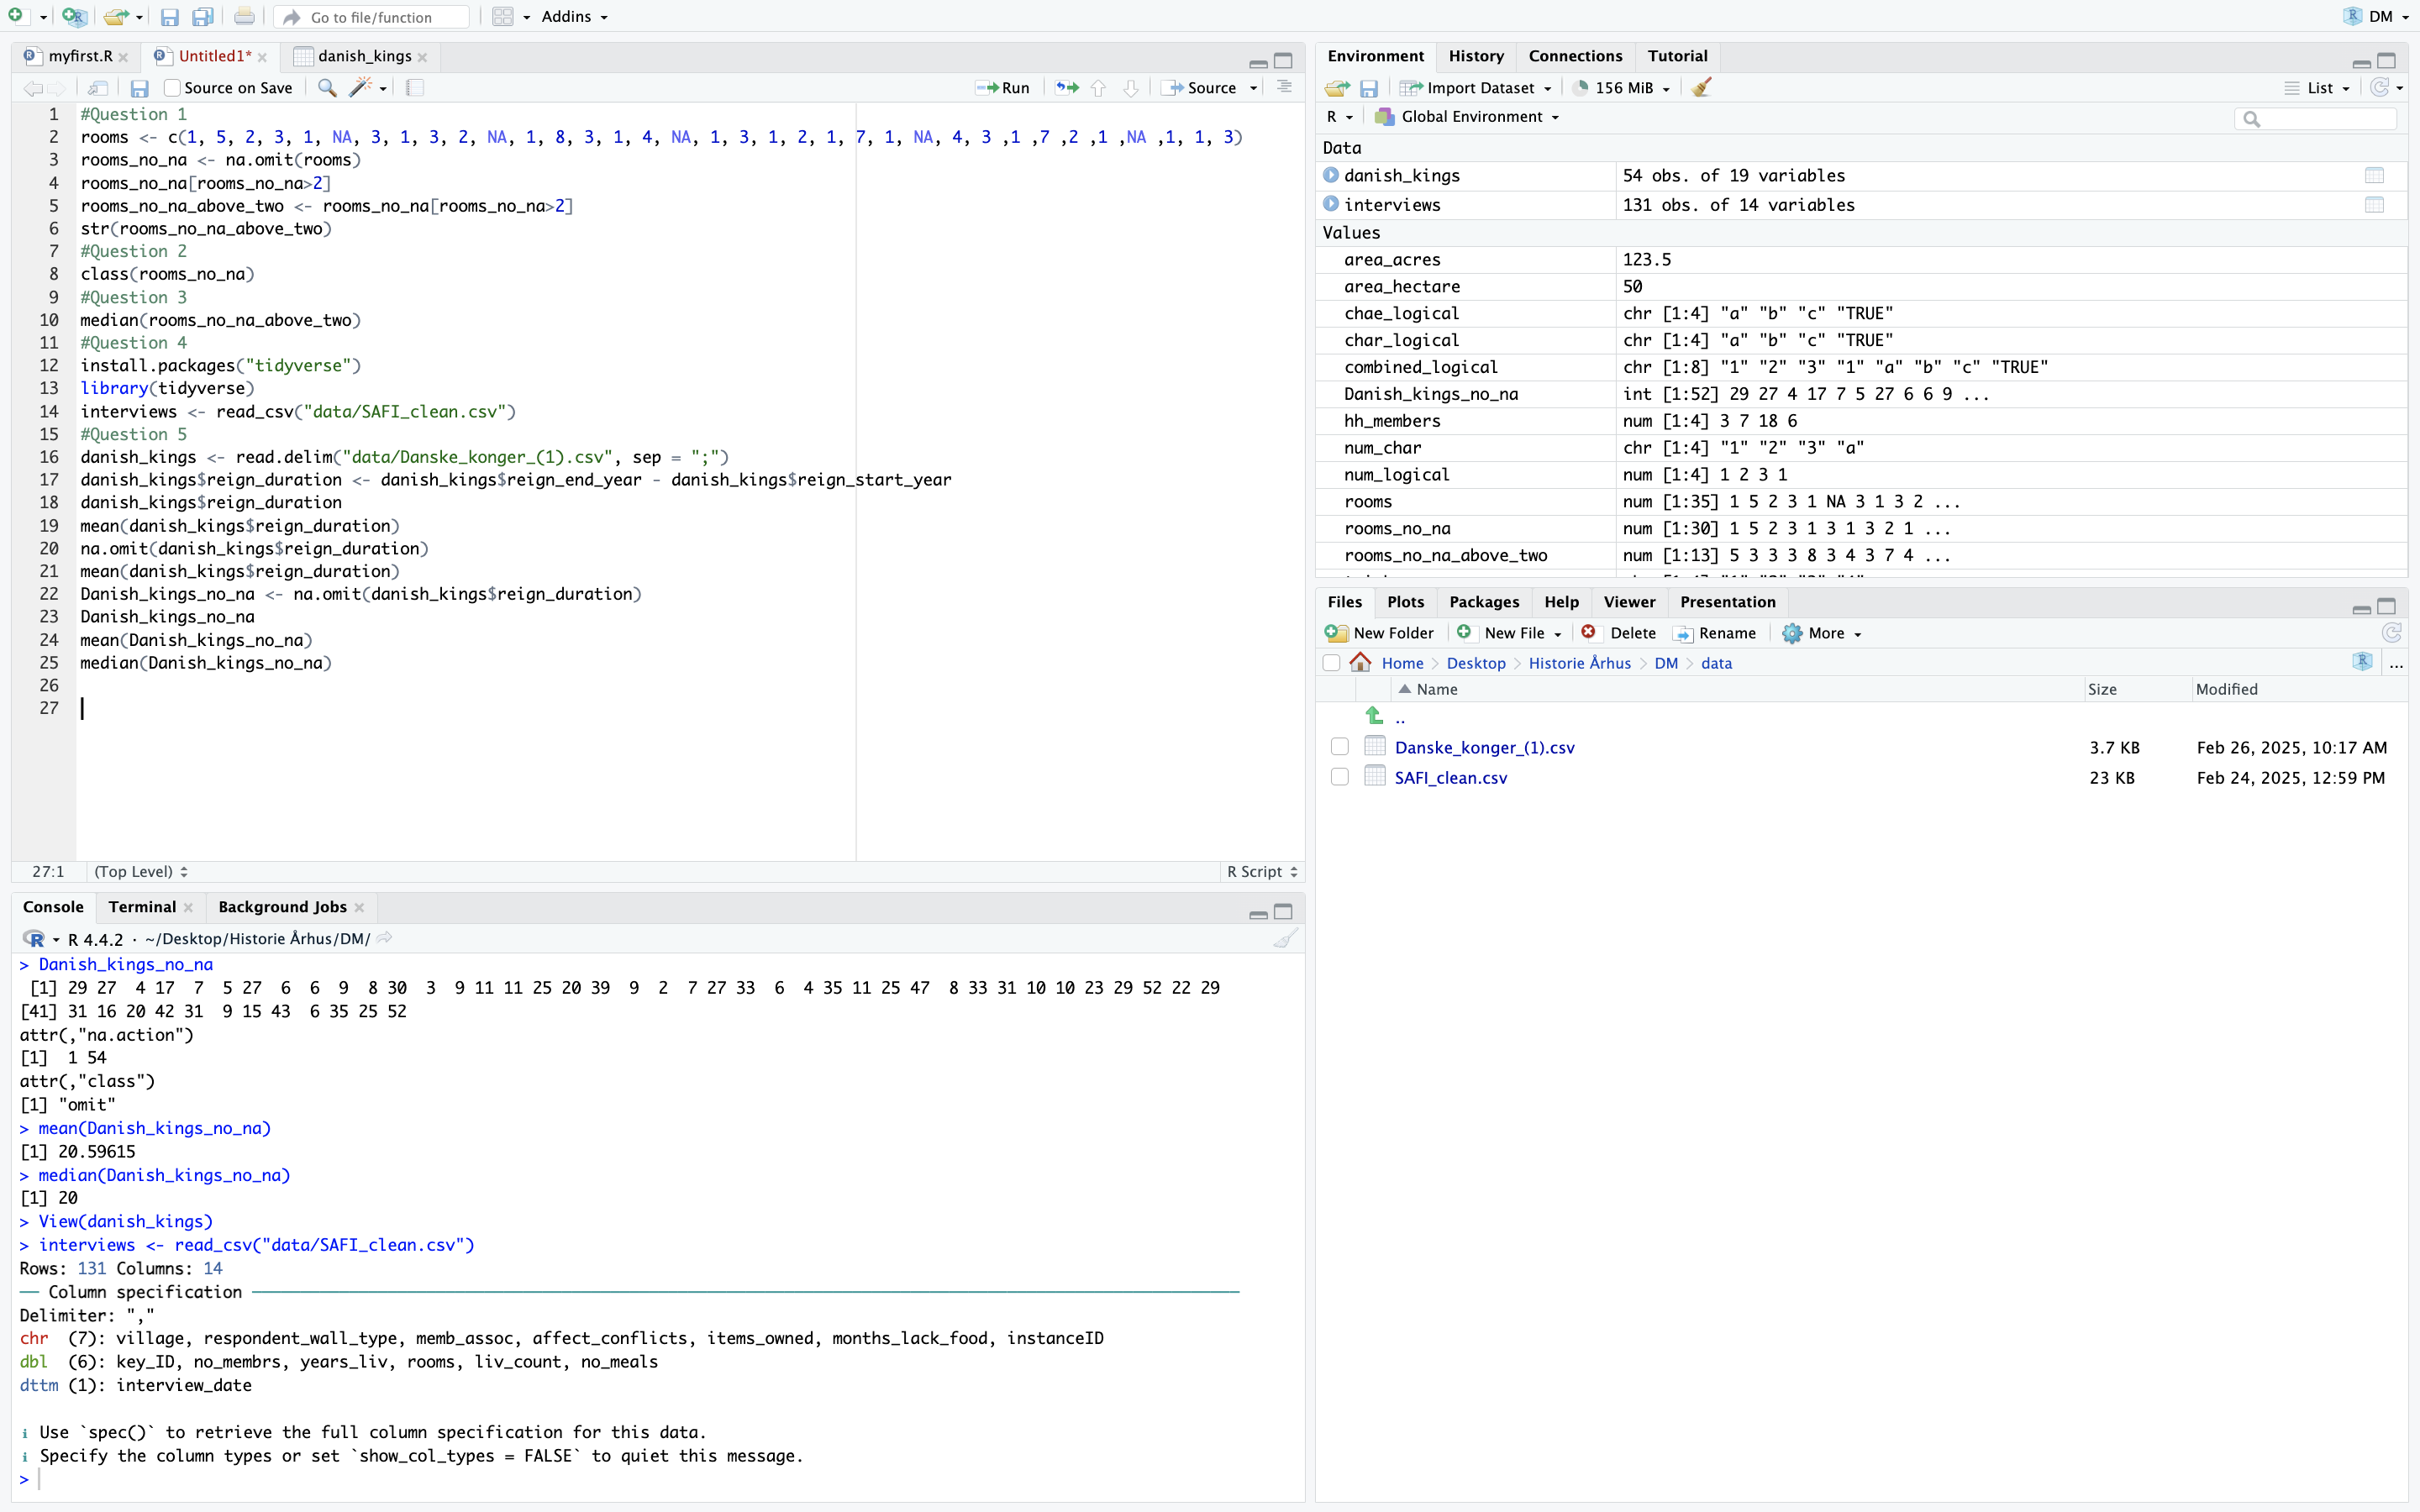 Go to file/function
Addins
DM
myfirst.R
Untitled1*
danish_kings
Source on Save
Run
Source
1 #Question 1
2 rooms <- c(1, 5, 2, 3, 1, NA, 3, 1, 3, 2, NA, 1, 8, 3, 1, 4, NA, 1, 3, 1, 2, 1, 7, 1, NA, 4, 3 ,1 ,7 ,2 ,1 ,NA ,1, 1, 3)
3 rooms_no_na <- na.omit(rooms)
4 rooms_no_na[rooms_no_na>2]
5 rooms_no_na_above_two <- rooms_no_na[rooms_no_na>2]
6 str(rooms_no_na_above_two)
7 #Question 2
8 class(rooms_no_na)
9 #Question 3
10 median(rooms_no_na_above_two)
11 #Question 4
12 install.packages("tidyverse")
13 library(tidyverse)
14 interviews <- read_csv("data/SAFI_clean.csv")
15 #Question 5
16 danish_kings <- read.delim("data/Danske_konger_(1).csv", sep = ";")
17 danish_kings$reign_duration <- danish_kings$reign_end_year - danish_kings$reign_start_year
18 danish_kings$reign_duration
19 mean(danish_kings$reign_duration)
20 na.omit(danish_kings$reign_duration)
21 mean(danish_kings$reign_duration)
22 Danish_kings_no_na <- na.omit(danish_kings$reign_duration)
23 Danish_kings_no_na
24 mean(Danish_kings_no_na)
25 median(Danish_kings_no_na)
26
27
27:1 (Top Level) R Script
Console Terminal Background Jobs
R 4.4.2 · ~/Desktop/Historie Århus/DM/
> Danish_kings_no_na
[1] 29 27 4 17 7 5 27 6 6 9 8 30 3 9 11 11 25 20 39 9 2 7 27 33 6 4 35 11 25 47 8 33 31 10 10 23 29 52 22 29
[41] 31 16 20 42 31 9 15 43 6 35 25 52
attr(,"na.action")
[1] 1 54
attr(,"class")
[1] "omit"
> mean(Danish_kings_no_na)
[1] 20.59615
> median(Danish_kings_no_na)
[1] 20
> View(danish_kings)
> interviews <- read_csv("data/SAFI_clean.csv")
Rows: 131 Columns: 14
── Column specification ──
Delimiter: ","
chr (7): village, respondent_wall_type, memb_assoc, affect_conflicts, items_owned, months_lack_food, instanceID
dbl (6): key_ID, no_membrs, years_liv, rooms, liv_count, no_meals
dttm (1): interview_date
ℹ Use `spec()` to retrieve the full column specification for this data.
ℹ Specify the column types or set `show_col_types = FALSE` to quiet this message.
>
Environment History Connections Tutorial
Import Dataset 156 MiB List
R Global Environment
Data
danish_kings 54 obs. of 19 variables
interviews 131 obs. of 14 variables
Values
area_acres 123.5
area_hectare 50
chae_logical chr [1:4] "a" "b" "c" "TRUE"
char_logical chr [1:4] "a" "b" "c" "TRUE"
combined_logical chr [1:8] "1" "2" "3" "1" "a" "b" "c" "TRUE"
Danish_kings_no_na int [1:52] 29 27 4 17 7 5 27 6 6 9 ...
hh_members num [1:4] 3 7 18 6
num_char chr [1:4] "1" "2" "3" "a"
num_logical num [1:4] 1 2 3 1
rooms num [1:35] 1 5 2 3 1 NA 3 1 3 2 ...
rooms_no_na num [1:30] 1 5 2 3 1 3 1 3 2 1 ...
rooms_no_na_above_two num [1:13] 5 3 3 3 8 3 4 3 7 4 ...
Files Plots Packages Help Viewer Presentation
New Folder New File Delete Rename More
Home Desktop Historie Århus DM data
...
Name Size Modified
..
Danske_konger_(1).csv 3.7 KB Feb 26, 2025, 10:17 AM
SAFI_clean.csv 23 KB Feb 24, 2025, 12:59 PM